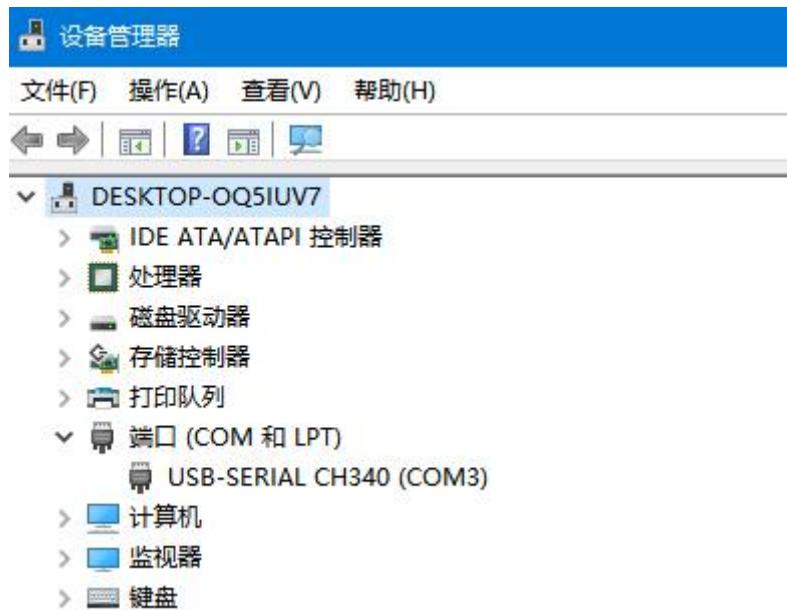 设备管理器
文件(F) 操作(A) 查看(V) 帮助(H)
DESKTOP-OQ5IUV7
IDE ATA/ATAPI 控制器
处理器
磁盘驱动器
存储控制器
打印队列
端口 (COM 和 LPT)
USB-SERIAL CH340 (COM3)
计算机
监视器
键盘